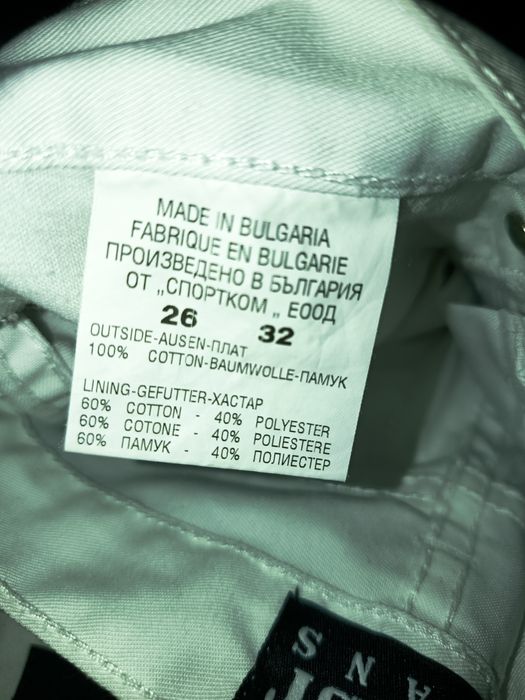 MADE IN BULGARIA
FABRIQUE EN BULGARIE
ПРОИЗВЕДЕНО В БЪЛГАРИЯ
ОТ „СПОРТКОМ „ ЕООД
26 32
OUTSIDE-AUSEN-ПЛАТ
100% COTTON-BAUMWOLLE-ПАМУК
LINING-GEFUTTER-ХАСТАР
60% COTTON - 40% POLYESTER
60% COTONE - 40% POLIESTERE
60% ПАМУК - 40% ПОЛИЕСТЕР